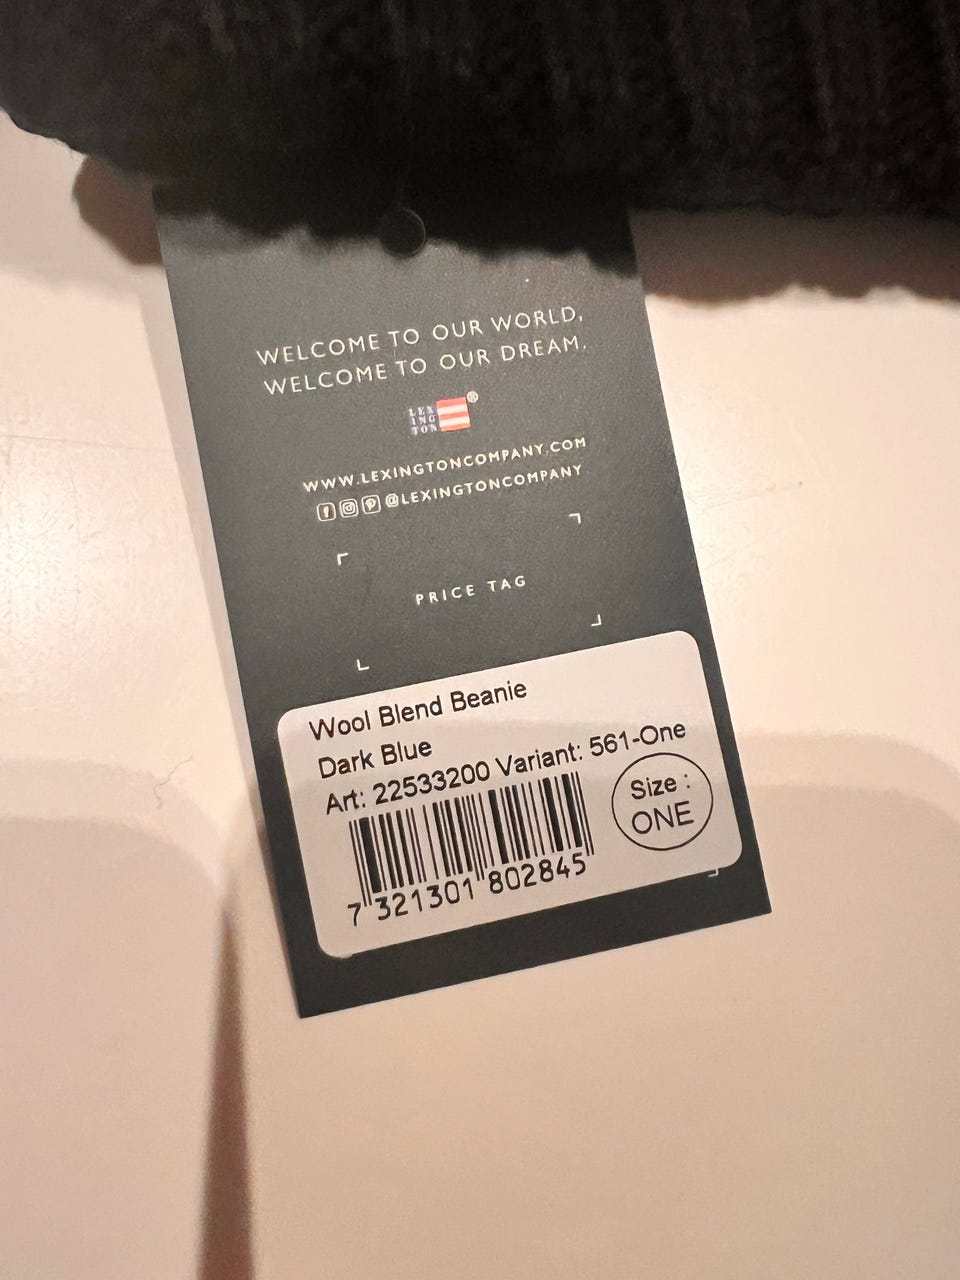 WELCOME TO OUR WORLD,
WELCOME TO OUR DREAM.
LEX
ING
TON
®
WWW.LEXINGTONCOMPANY.COM
@LEXINGTONCOMPANY
PRICE TAG
Wool Blend Beanie
Dark Blue
Art: 22533200 Variant: 561-One
Size :
ONE
7 321301 802845